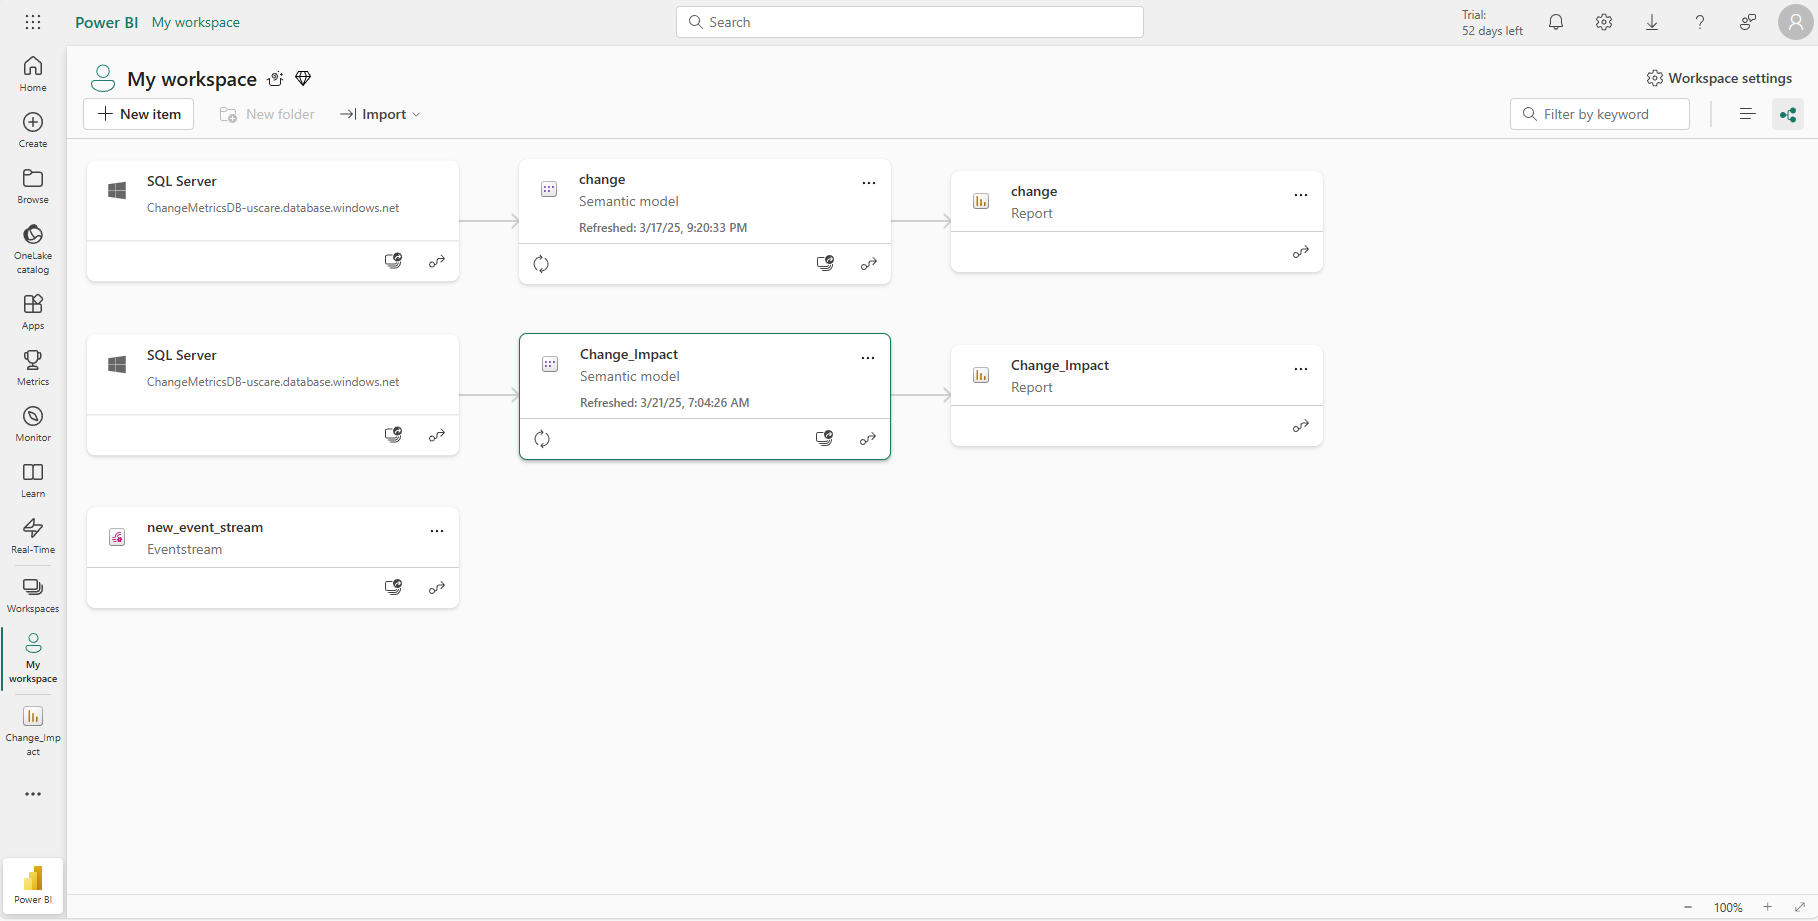 Power BI My workspace
Search
Trial:
52 days left
Home
Create
Browse
OneLake
catalog
Apps
Metrics
Monitor
Learn
Real-Time
Workspaces
My
workspace
Change_Imp
act
Power BI
My workspace
Workspace settings
New item
New folder
Import
Filter by keyword
SQL Server
ChangeMetricsDB-uscare.database.windows.net
change
Semantic model
Refreshed: 3/17/25, 9:20:33 PM
change
Report
SQL Server
ChangeMetricsDB-uscare.database.windows.net
Change_Impact
Semantic model
Refreshed: 3/21/25, 7:04:26 AM
Change_Impact
Report
new_event_stream
Eventstream
100%